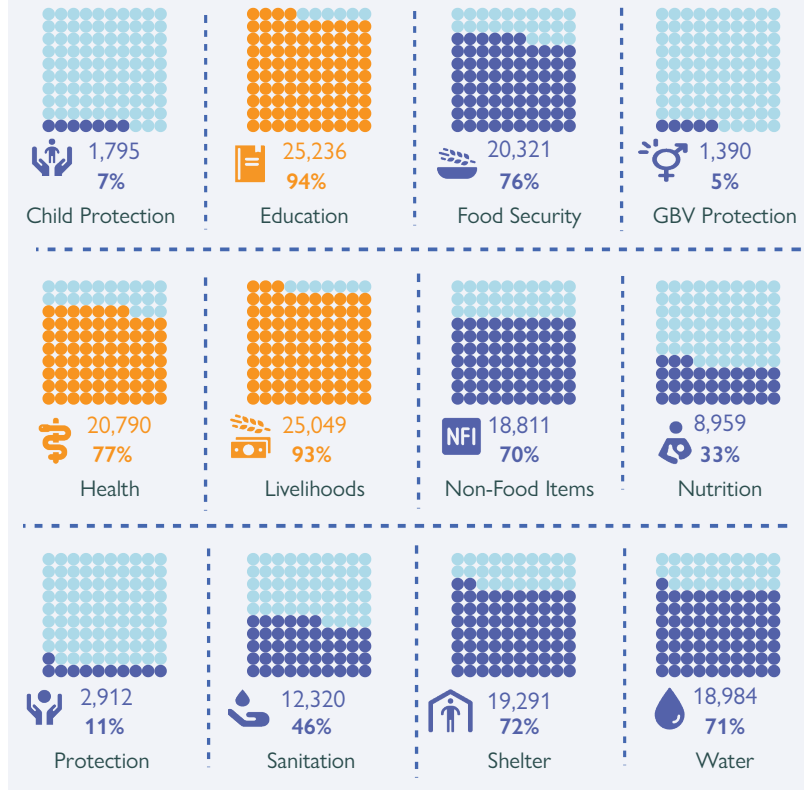 1,795
7%
Child Protection
25,236
94%
Education
20,321
76%
Food Security
1,390
5%
GBV Protection
20,790
77%
Health
25,049
93%
Livelihoods
NFI
18,811
70%
Non-Food Items
8,959
33%
Nutrition
2,912
11%
Protection
12,320
46%
Sanitation
19,291
72%
Shelter
18,984
71%
Water